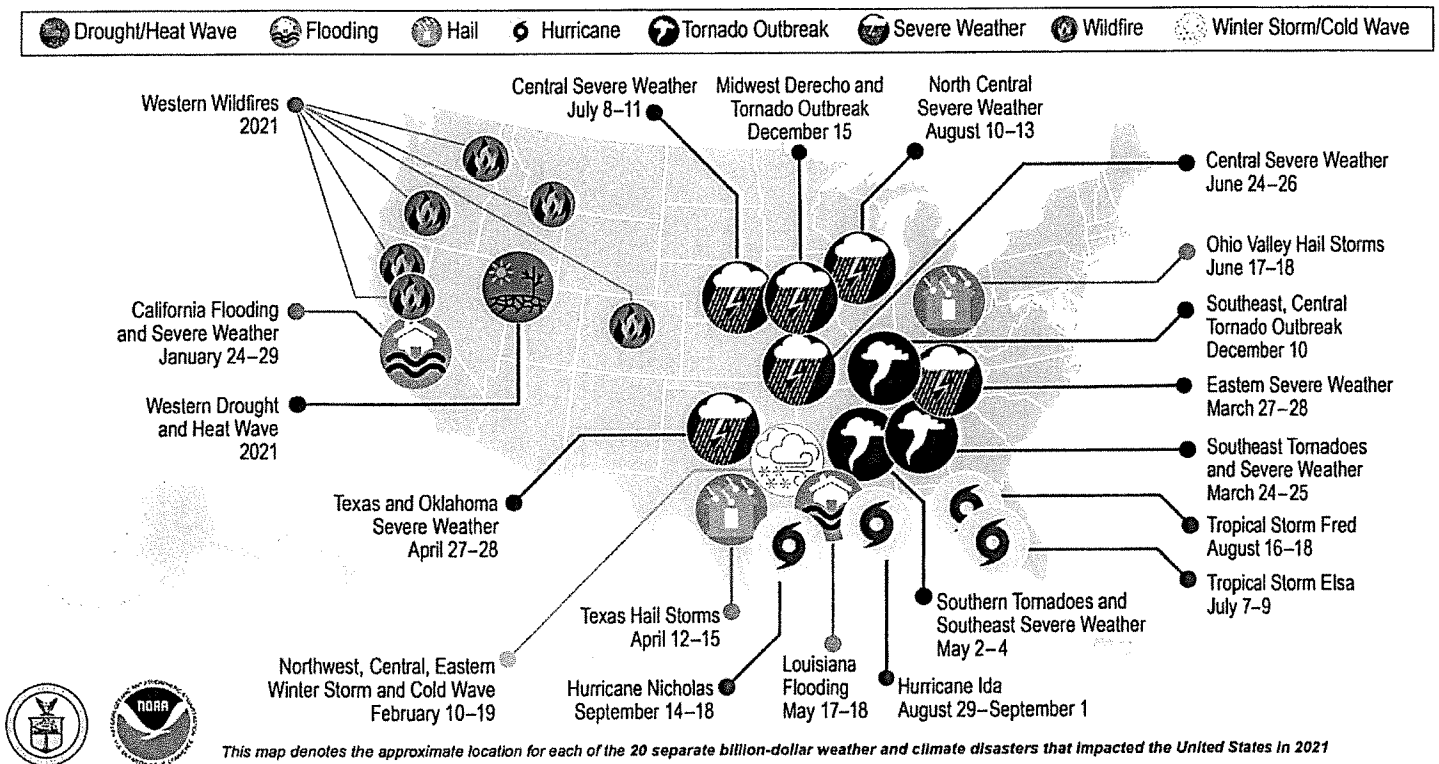 Drought/Heat Wave
Flooding
Hail
Hurricane
Tornado Outbreak
Severe Weather
Wildfire
Winter Storm/Cold Wave
Western Wildfires
2021
Central Severe Weather
July 8–11
Midwest Derecho and
Tornado Outbreak
December 15
North Central
Severe Weather
August 10–13
Central Severe Weather
June 24–26
Ohio Valley Hail Storms
June 17–18
California Flooding
and Severe Weather
January 24–29
Southeast, Central
Tornado Outbreak
December 10
Western Drought
and Heat Wave
2021
Eastern Severe Weather
March 27–28
Southeast Tornadoes
and Severe Weather
March 24–25
Texas and Oklahoma
Severe Weather
April 27–28
Tropical Storm Fred
August 16–18
Tropical Storm Elsa
July 7–9
Texas Hail Storms
April 12–15
Southern Tornadoes and
Southeast Severe Weather
May 2–4
Northwest, Central, Eastern
Winter Storm and Cold Wave
February 10–19
Hurricane Nicholas
September 14–18
Louisiana
Flooding
May 17–18
Hurricane Ida
August 29–September 1
NOAA
This map denotes the approximate location for each of the 20 separate billion-dollar weather and climate disasters that impacted the United States in 2021